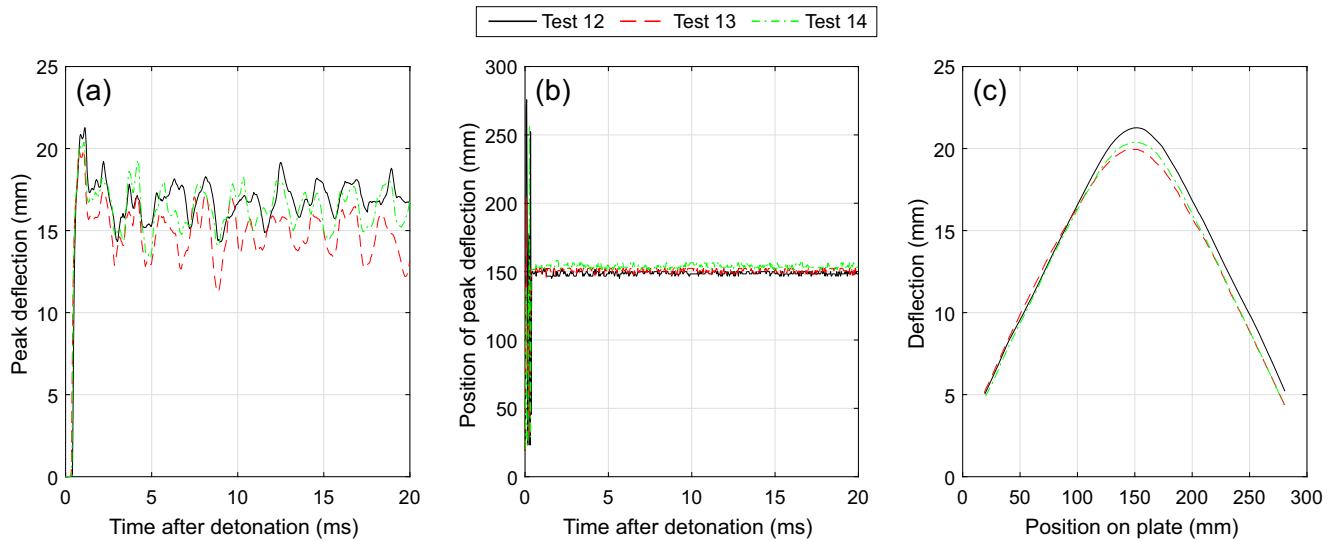 Test 12 Test 13 Test 14
(a)
25
20
15
10
5
0
0 5 10 15 20
Peak deflection (mm)
Time after detonation (ms)
(b)
300
250
200
150
100
50
0
0 5 10 15 20
Position of peak deflection (mm)
Time after detonation (ms)
(c)
25
20
15
10
5
0
0 50 100 150 200 250 300
Deflection (mm)
Position on plate (mm)